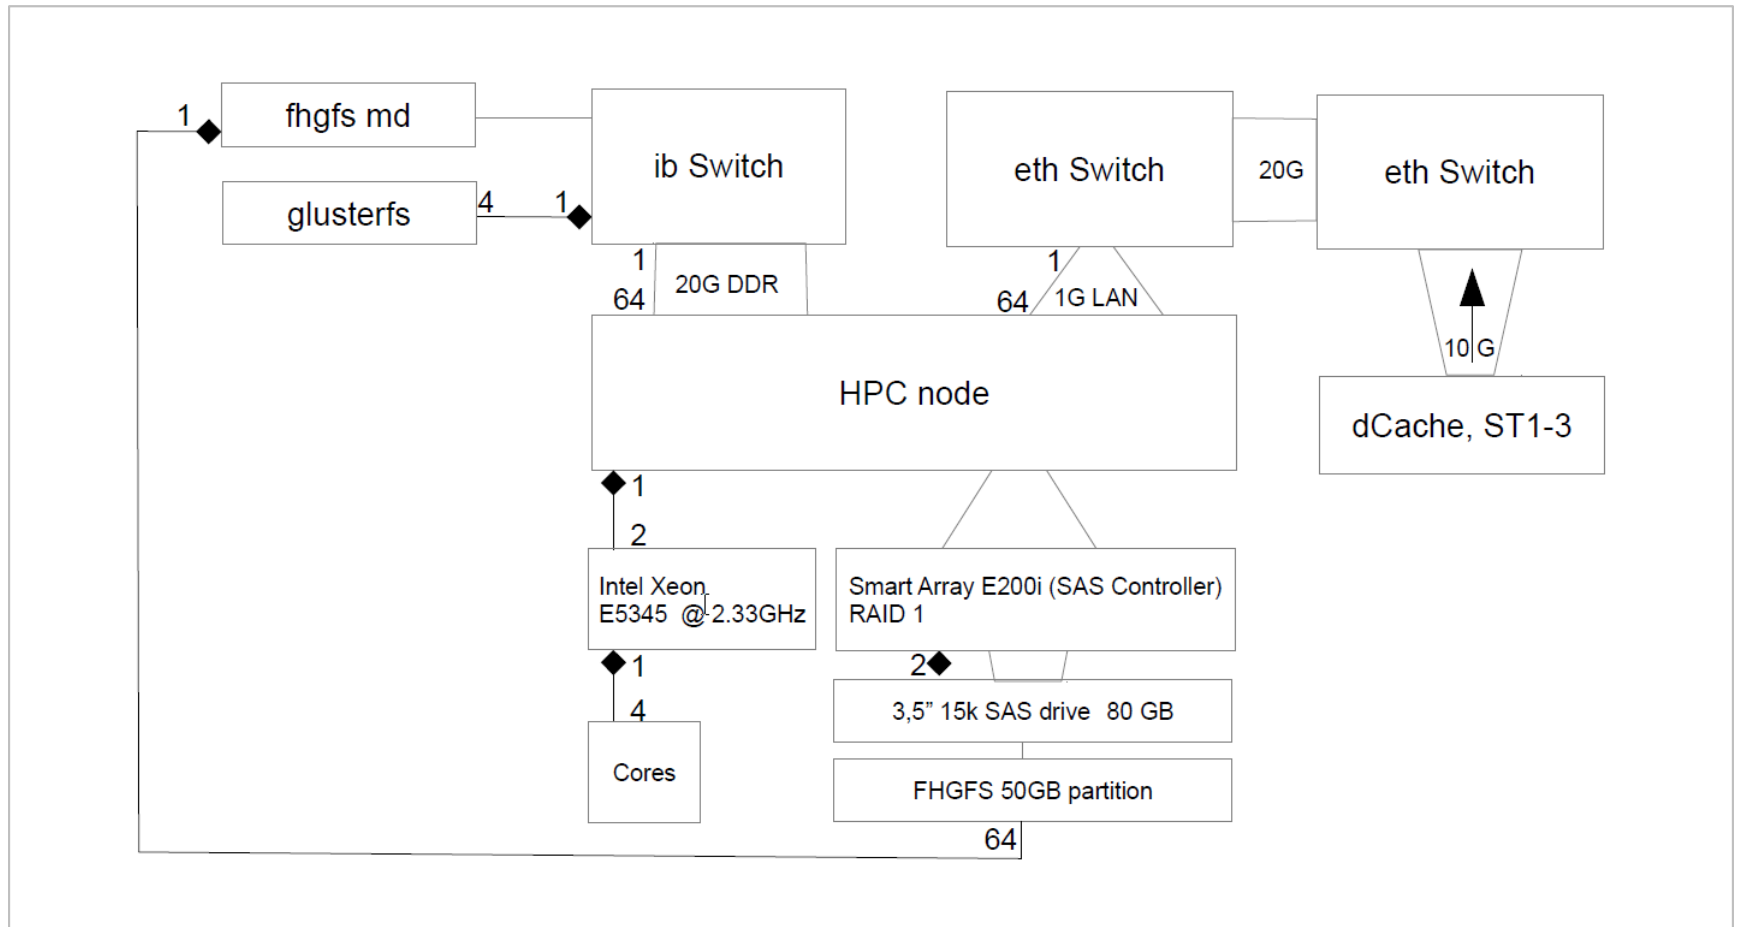 1
fhgfs md
glusterfs
4
1
ib Switch
eth Switch
20G
eth Switch
1
64
20G DDR
1
64
1G LAN
10 G
HPC node
dCache, ST1-3
1
2
Intel Xeon
E5345 @ 2.33GHz
Smart Array E200i (SAS Controller)
RAID 1
1
4
2
3,5” 15k SAS drive 80 GB
Cores
FHGFS 50GB partition
64